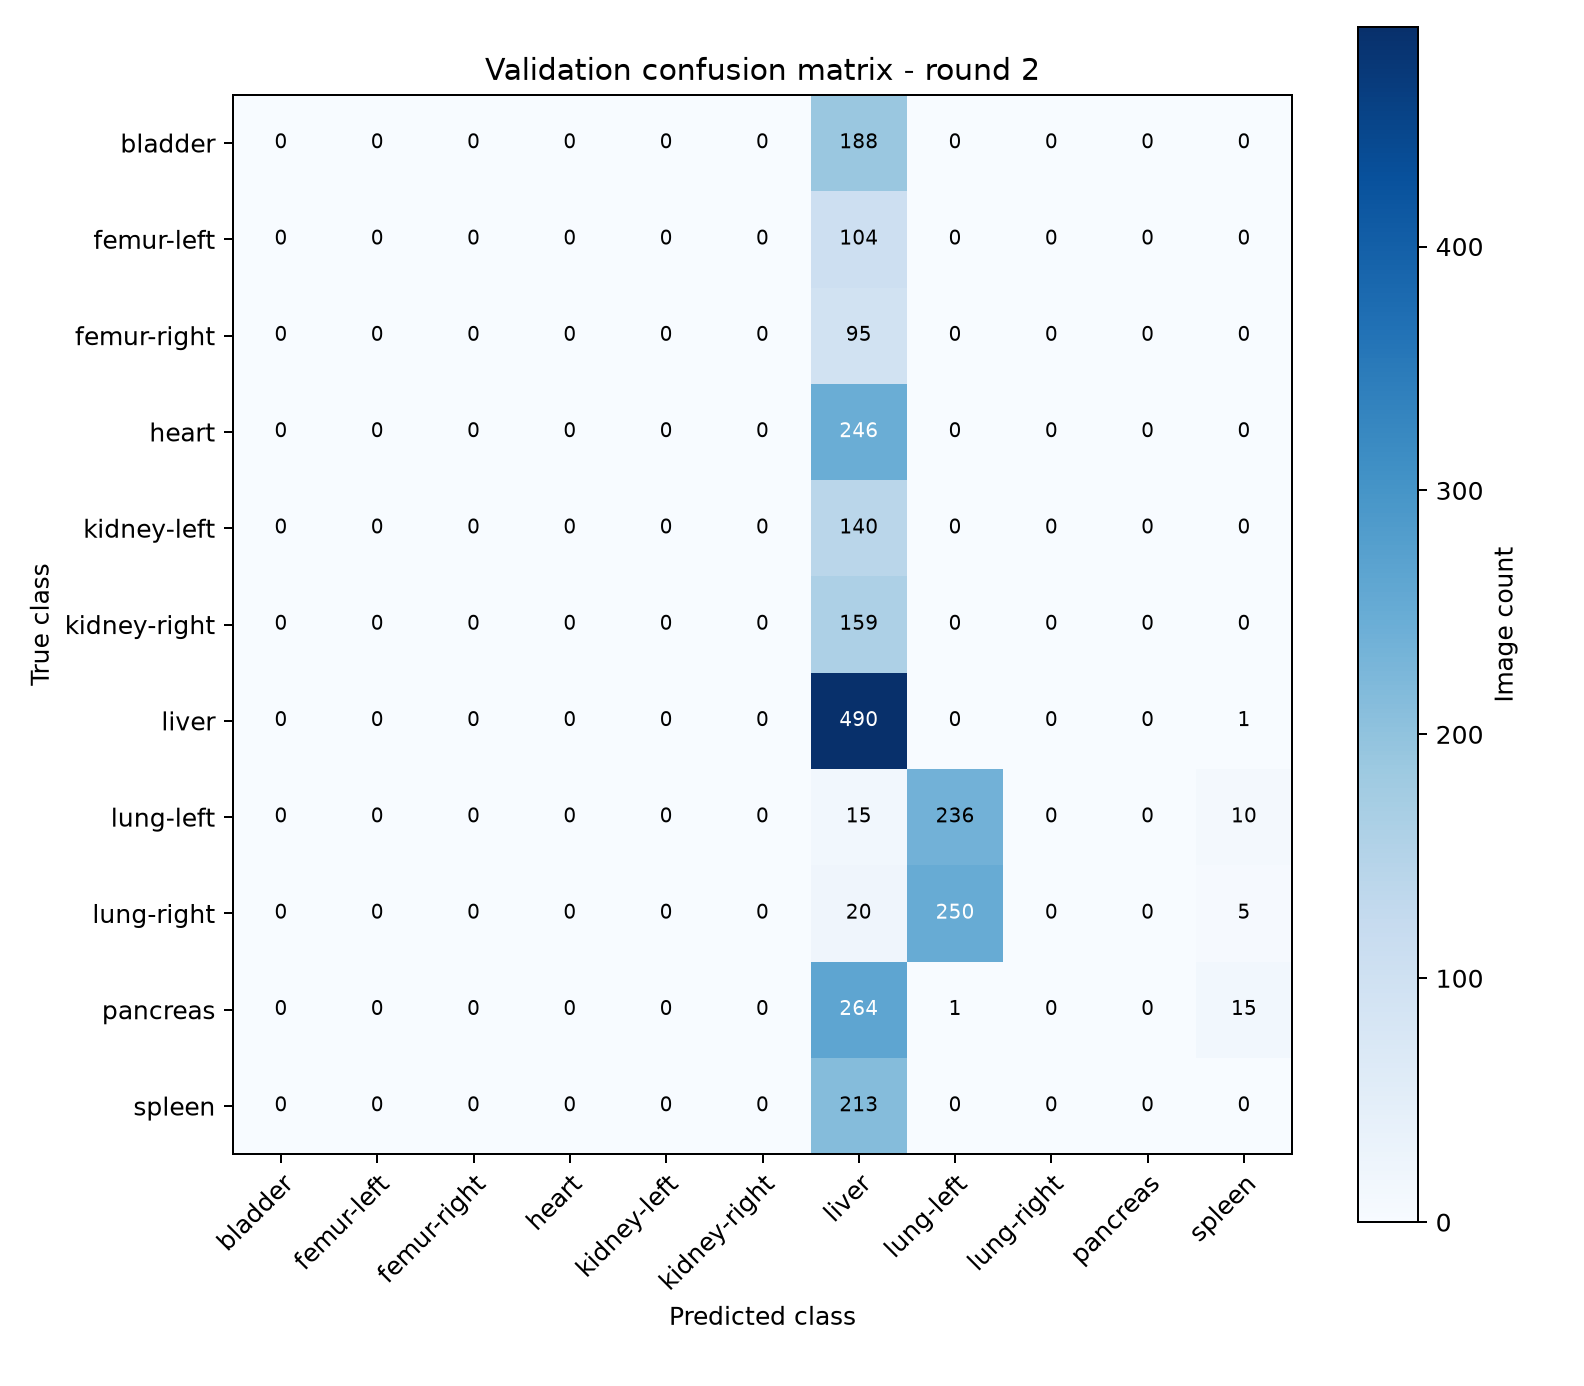 Validation confusion matrix - round 2
True class
bladder 0 0 0 0 0 0 188 0 0 0 0
femur-left 0 0 0 0 0 0 104 0 0 0 0
femur-right 0 0 0 0 0 0 95 0 0 0 0
heart 0 0 0 0 0 0 246 0 0 0 0
kidney-left 0 0 0 0 0 0 140 0 0 0 0
kidney-right 0 0 0 0 0 0 159 0 0 0 0
liver 0 0 0 0 0 0 490 0 0 0 1
lung-left 0 0 0 0 0 0 15 236 0 0 10
lung-right 0 0 0 0 0 0 20 250 0 0 5
pancreas 0 0 0 0 0 0 264 1 0 0 15
spleen 0 0 0 0 0 0 213 0 0 0 0
bladder femur-left femur-right heart kidney-left kidney-right liver lung-left lung-right pancreas spleen
Predicted class
400
300
200
100
0
Image count